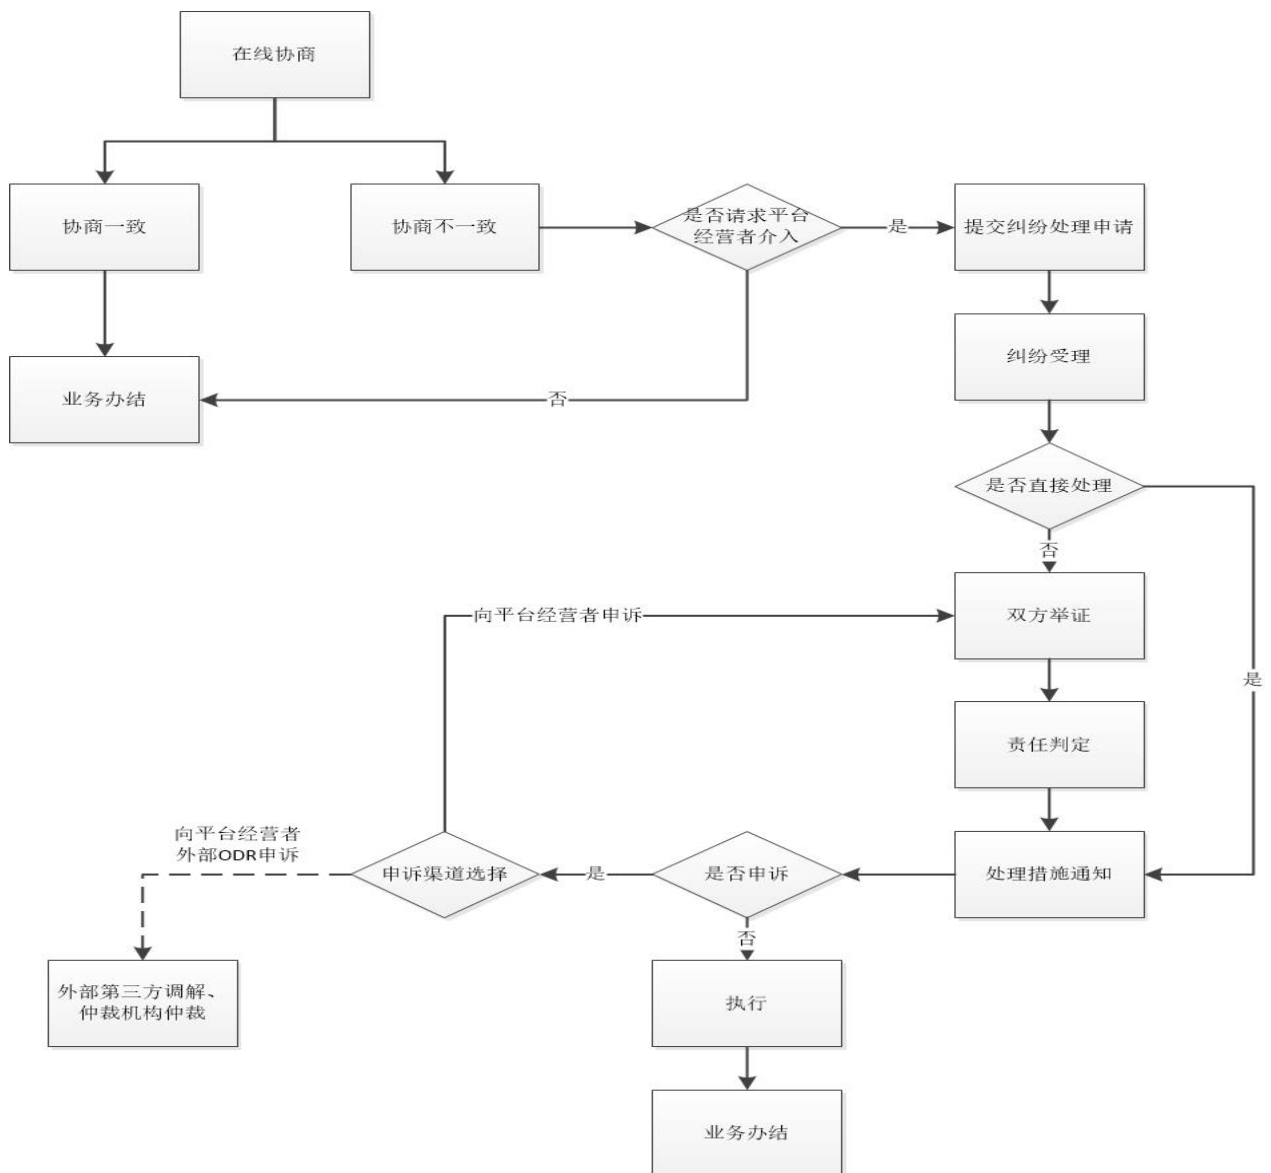 在线协商
协商一致
协商不一致
是否请求平台
经营者介入
是
提交纠纷处理申请
纠纷受理
业务办结
否
是否直接处理
否
向平台经营者申诉
双方举证
是
责任判定
向平台经营者
外部ODR申诉
申诉渠道选择
是
是否申诉
处理措施通知
否
外部第三方调解、
仲裁机构仲裁
执行
业务办结